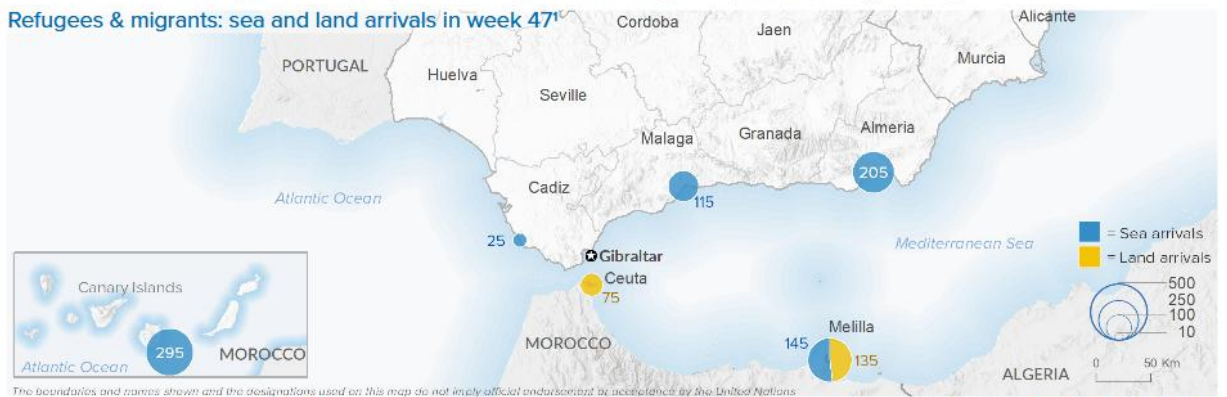 Refugees & migrants: sea and land arrivals in week 47¹
Alicante
Cordoba
Jaen
PORTUGAL
Huelva
Murcia
Seville
Malaga
Granada
Almeria
205
Cadiz
115
Atlantic Ocean
25
Mediterranean Sea
= Sea arrivals
Gibraltar
= Land arrivals
Ceuta
75
500
250
100
10
Canary Islands
Melilla
145
135
MOROCCO
295
MOROCCO
0 50 Km
Atlantic Ocean
ALGERIA
The boundaries and names shown and the designations used on this map do not imply official endorsement or acceptance by the United Nations